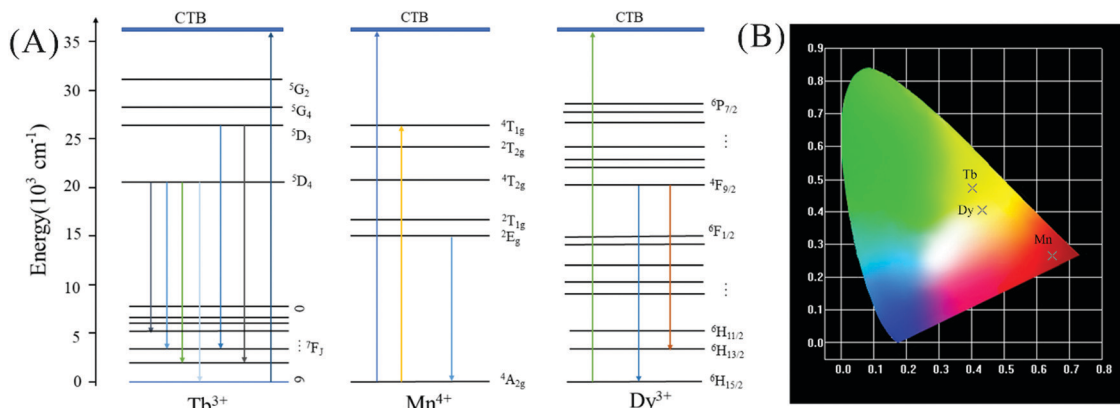 (A)
CTB
CTB
CTB
(B)
Energy(10³ cm⁻¹)
35
30
25
20
15
10
5
0
⁵G₂
⁵G₄
⁵D₃
⁵D₄
0
⋮ ⁷F_J
6
Tb³⁺
⁴T₁g
²T₂g
⁴T₂g
²T₁g
²Eg
⁴A₂g
Mn⁴⁺
⁶P₇/₂
⋮
⁴F₉/₂
⁶F₁/₂
⋮
⁶H₁₁/₂
⁶H₁₃/₂
⁶H₁₅/₂
Dy³⁺
0.9
0.8
0.7
0.6
0.5
0.4
0.3
0.2
0.1
0.0
Tb
Dy
Mn
0.0 0.1 0.2 0.3 0.4 0.5 0.6 0.7 0.8